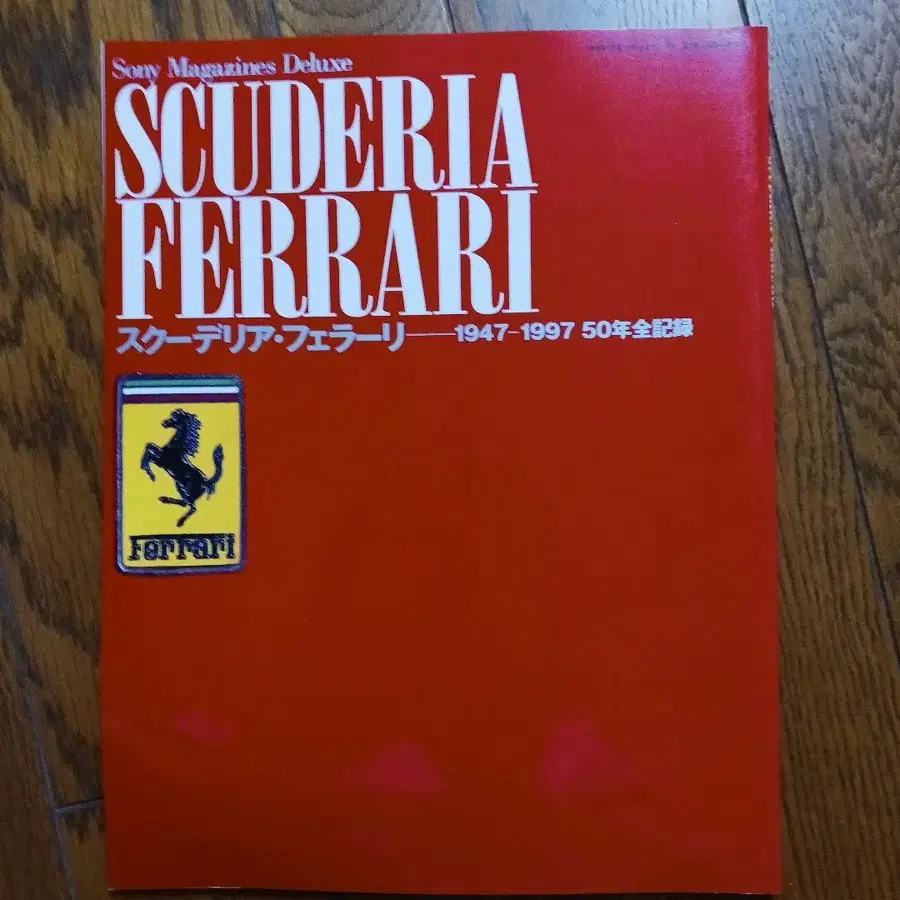 Sony Magazines Deluxe
SCUDERIA
FERRARI
スクーデリア・フェラーリ──1947-1997 50年全記録
Ferrari